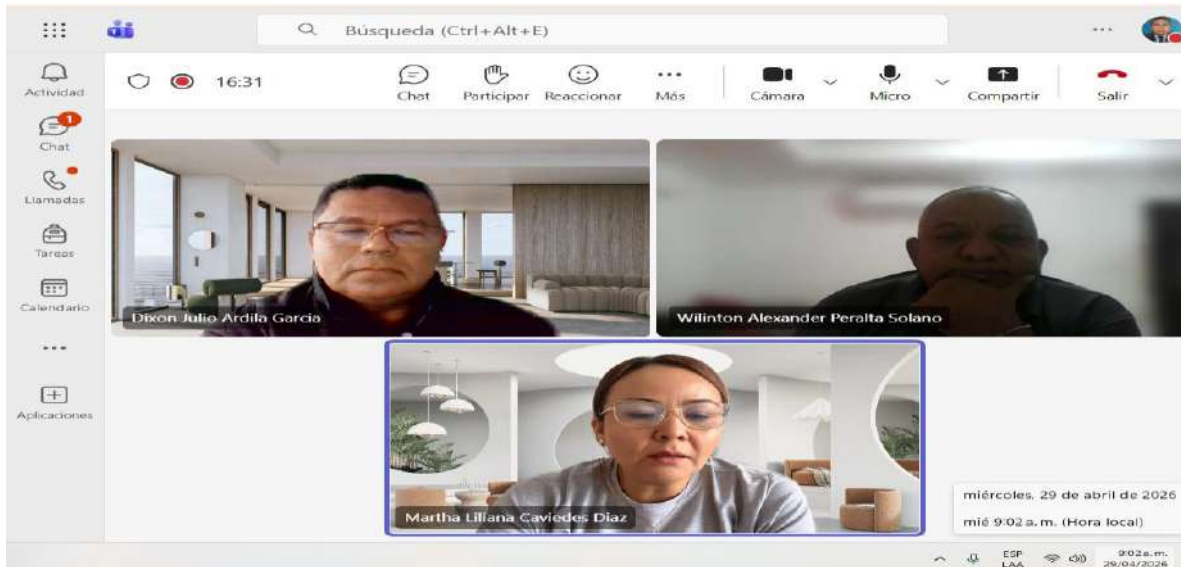 Búsqueda (Ctrl+Alt+E)
Actividad
16:31
Chat
Participar
Reaccionar
Más
Cámara
Micro
Compartir
Salir
1
Chat
Llamadas
Tareas
Calendario
Aplicaciones
Dixon Julio Ardila Garcia
Wilinton Alexander Peralta Solano
Martha Liliana Caviedes Diaz
miércoles, 29 de abril de 2026
mié 9:02 a. m. (Hora local)
ESP
LAA
9:02 a. m.
29/04/2026